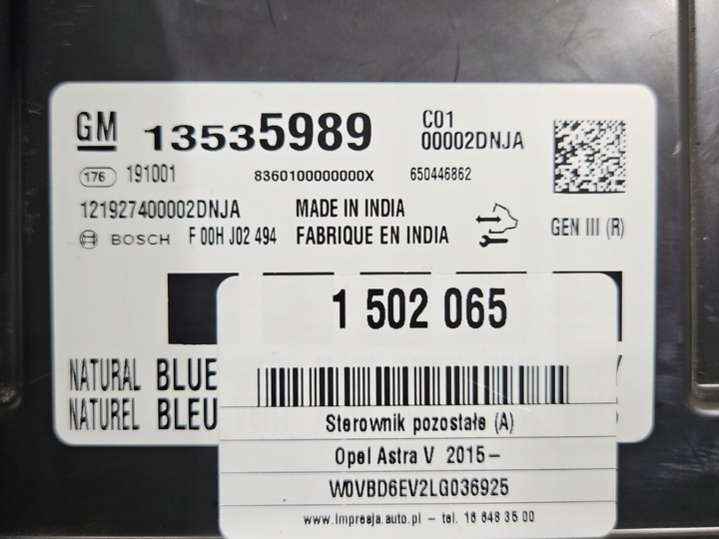 GM 13535989 C01
00002DNJA
176 191001 8360100000000X 650446862
121927400002DNJA MADE IN INDIA
BOSCH F 00H J02 494 FABRIQUE EN INDIA GEN III (R)
1 502 065
NATURAL BLUE
NATUREL BLEU
Sterownik pozostałe (A)
Opel Astra V 2015-
W0VBD6EV2LG036925
www.impresja.auto.pl - tel. 16 648 35 00